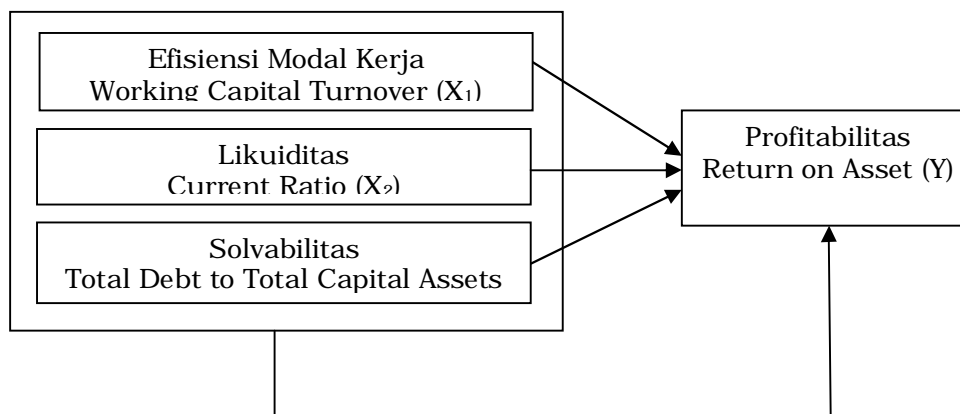 Efisiensi Modal Kerja
Working Capital Turnover (X₁)
Likuiditas
Current Ratio (X₂)
Solvabilitas
Total Debt to Total Capital Assets
Profitabilitas
Return on Asset (Y)